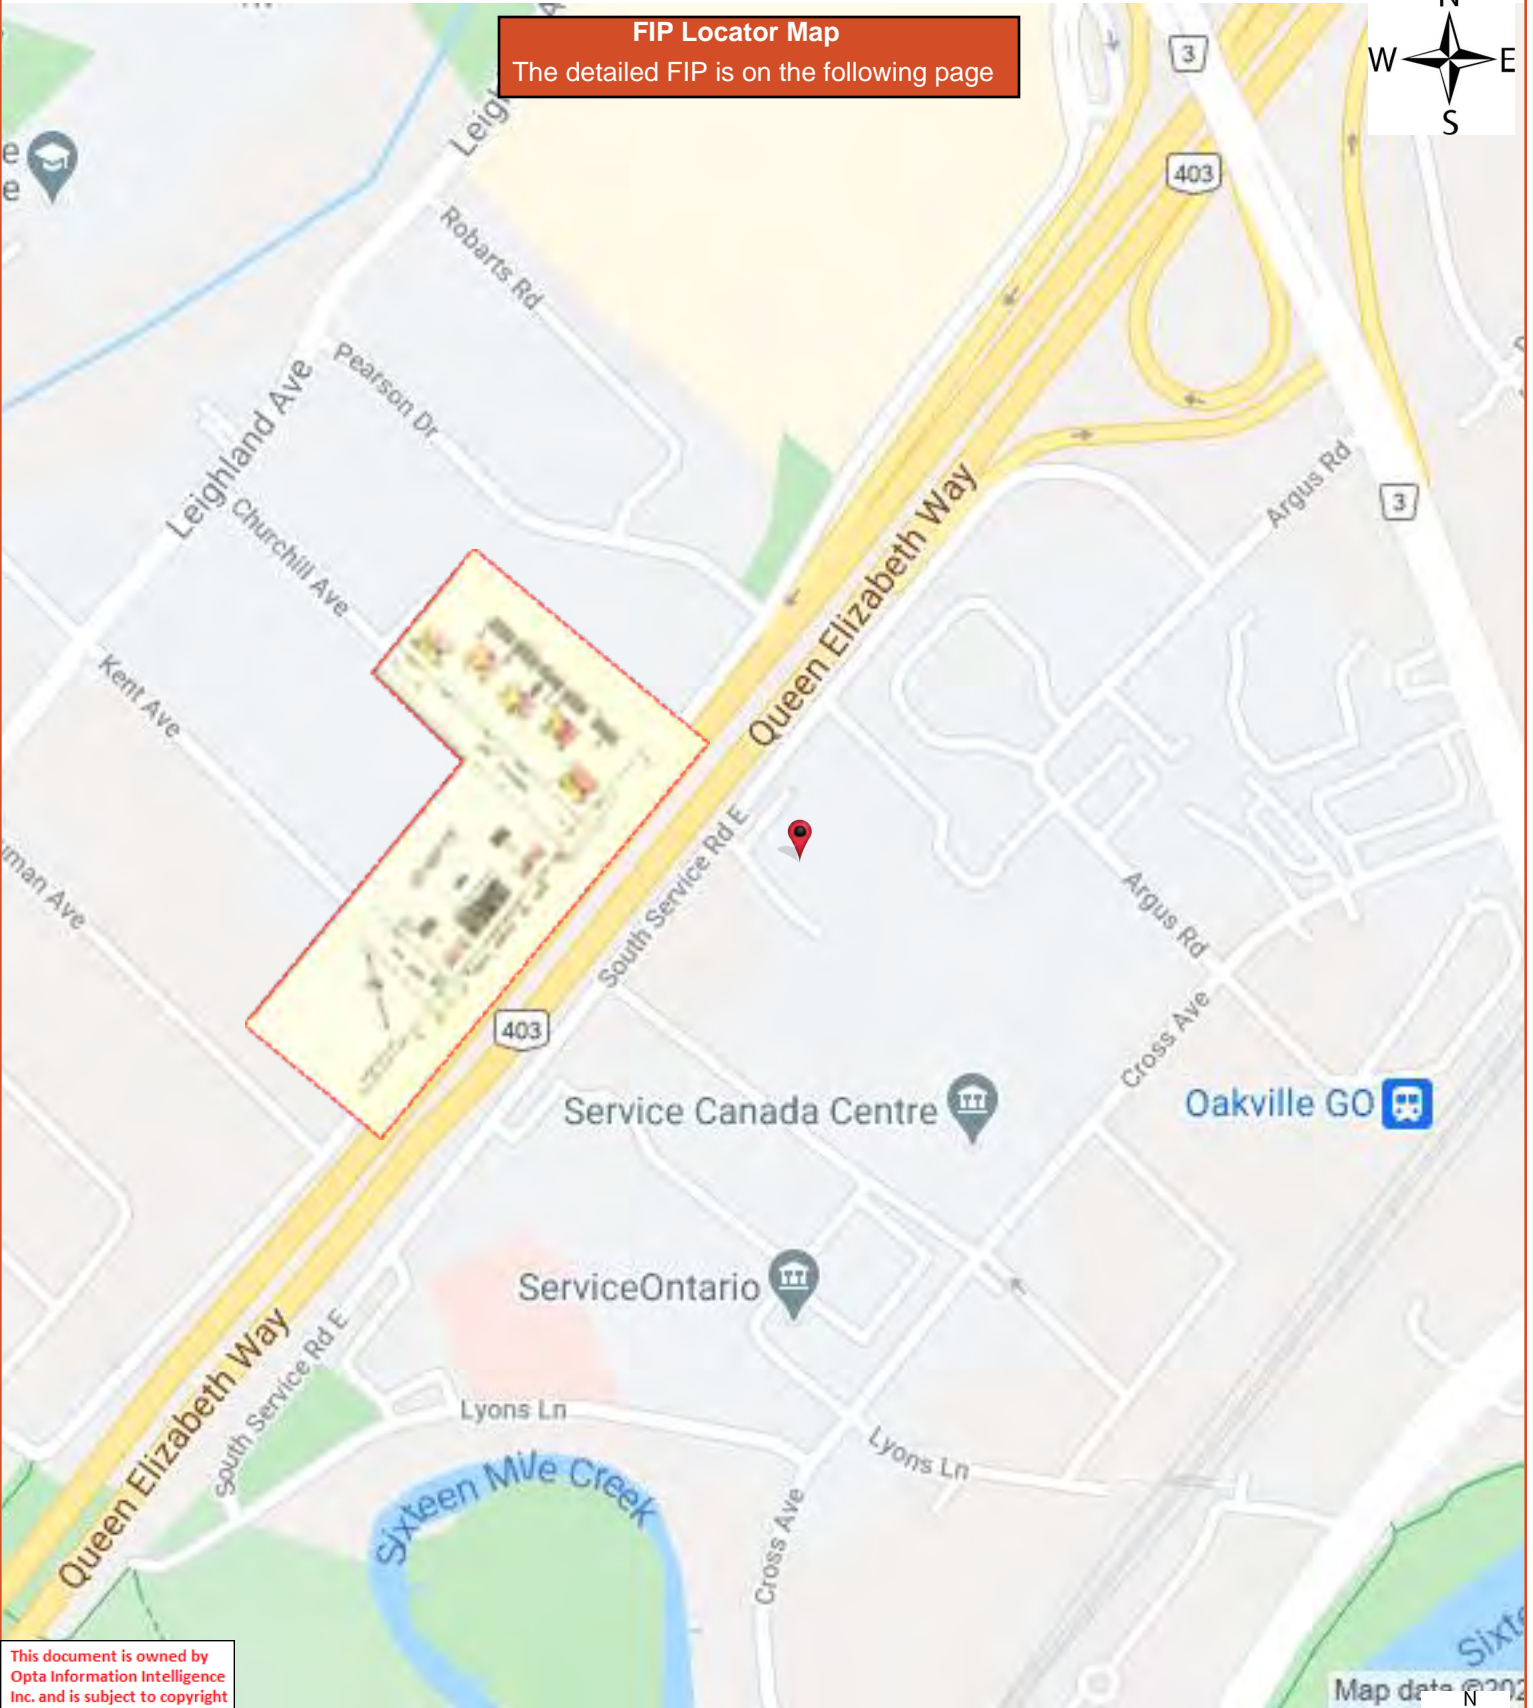 FIP Locator Map
The detailed FIP is on the following page
N
W
E
S
3
403
e
e
Leighland Ave
Robarts Rd
Pearson Dr
Churchill Ave
Kent Ave
Queen Elizabeth Way
Argus Rd
3
South Service Rd E
403
Argus Rd
Cross Ave
Service Canada Centre
Oakville GO
ServiceOntario
Queen Elizabeth Way
South Service Rd E
Lyons Ln
Lyons Ln
Sixteen Mile Creek
Cross Ave
This document is owned by
Opta Information Intelligence
Inc. and is subject to copyright
Map data
N